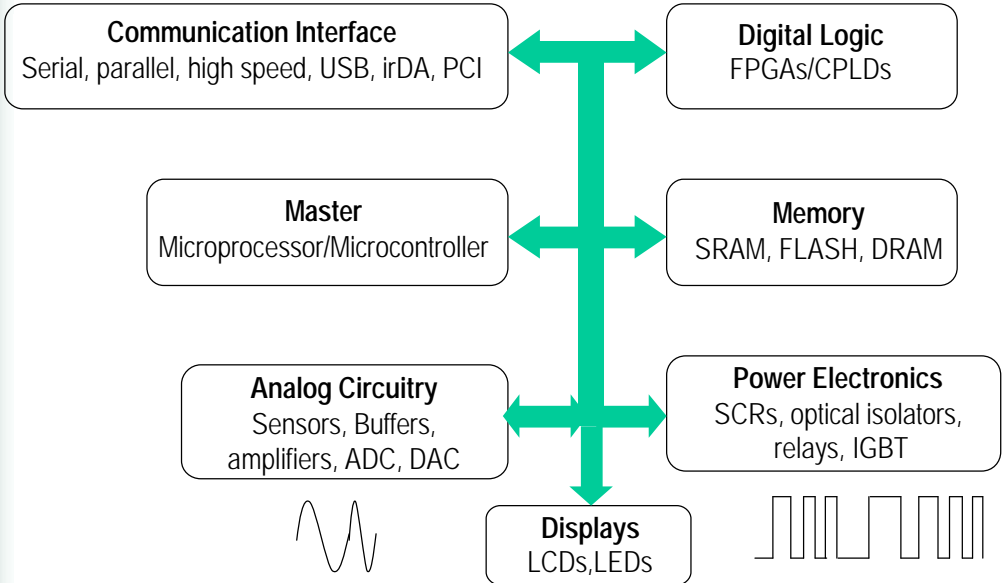 Communication Interface
Serial, parallel, high speed, USB, irDA, PCI
Digital Logic
FPGAs/CPLDs
Master
Microprocessor/Microcontroller
Memory
SRAM, FLASH, DRAM
Analog Circuitry
Sensors, Buffers,
amplifiers, ADC, DAC
Power Electronics
SCRs, optical isolators,
relays, IGBT
Displays
LCDs,LEDs